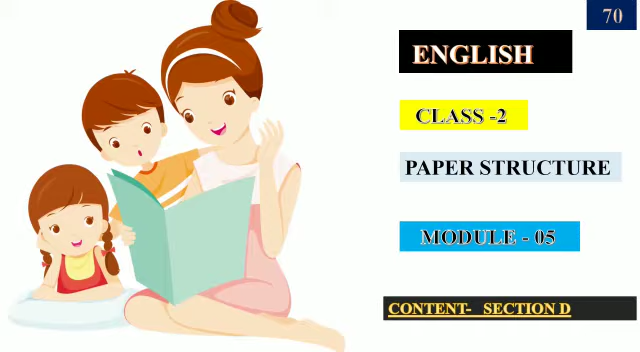 70
ENGLISH
CLASS -2
PAPER STRUCTURE
MODULE - 05
CONTENT- SECTION D